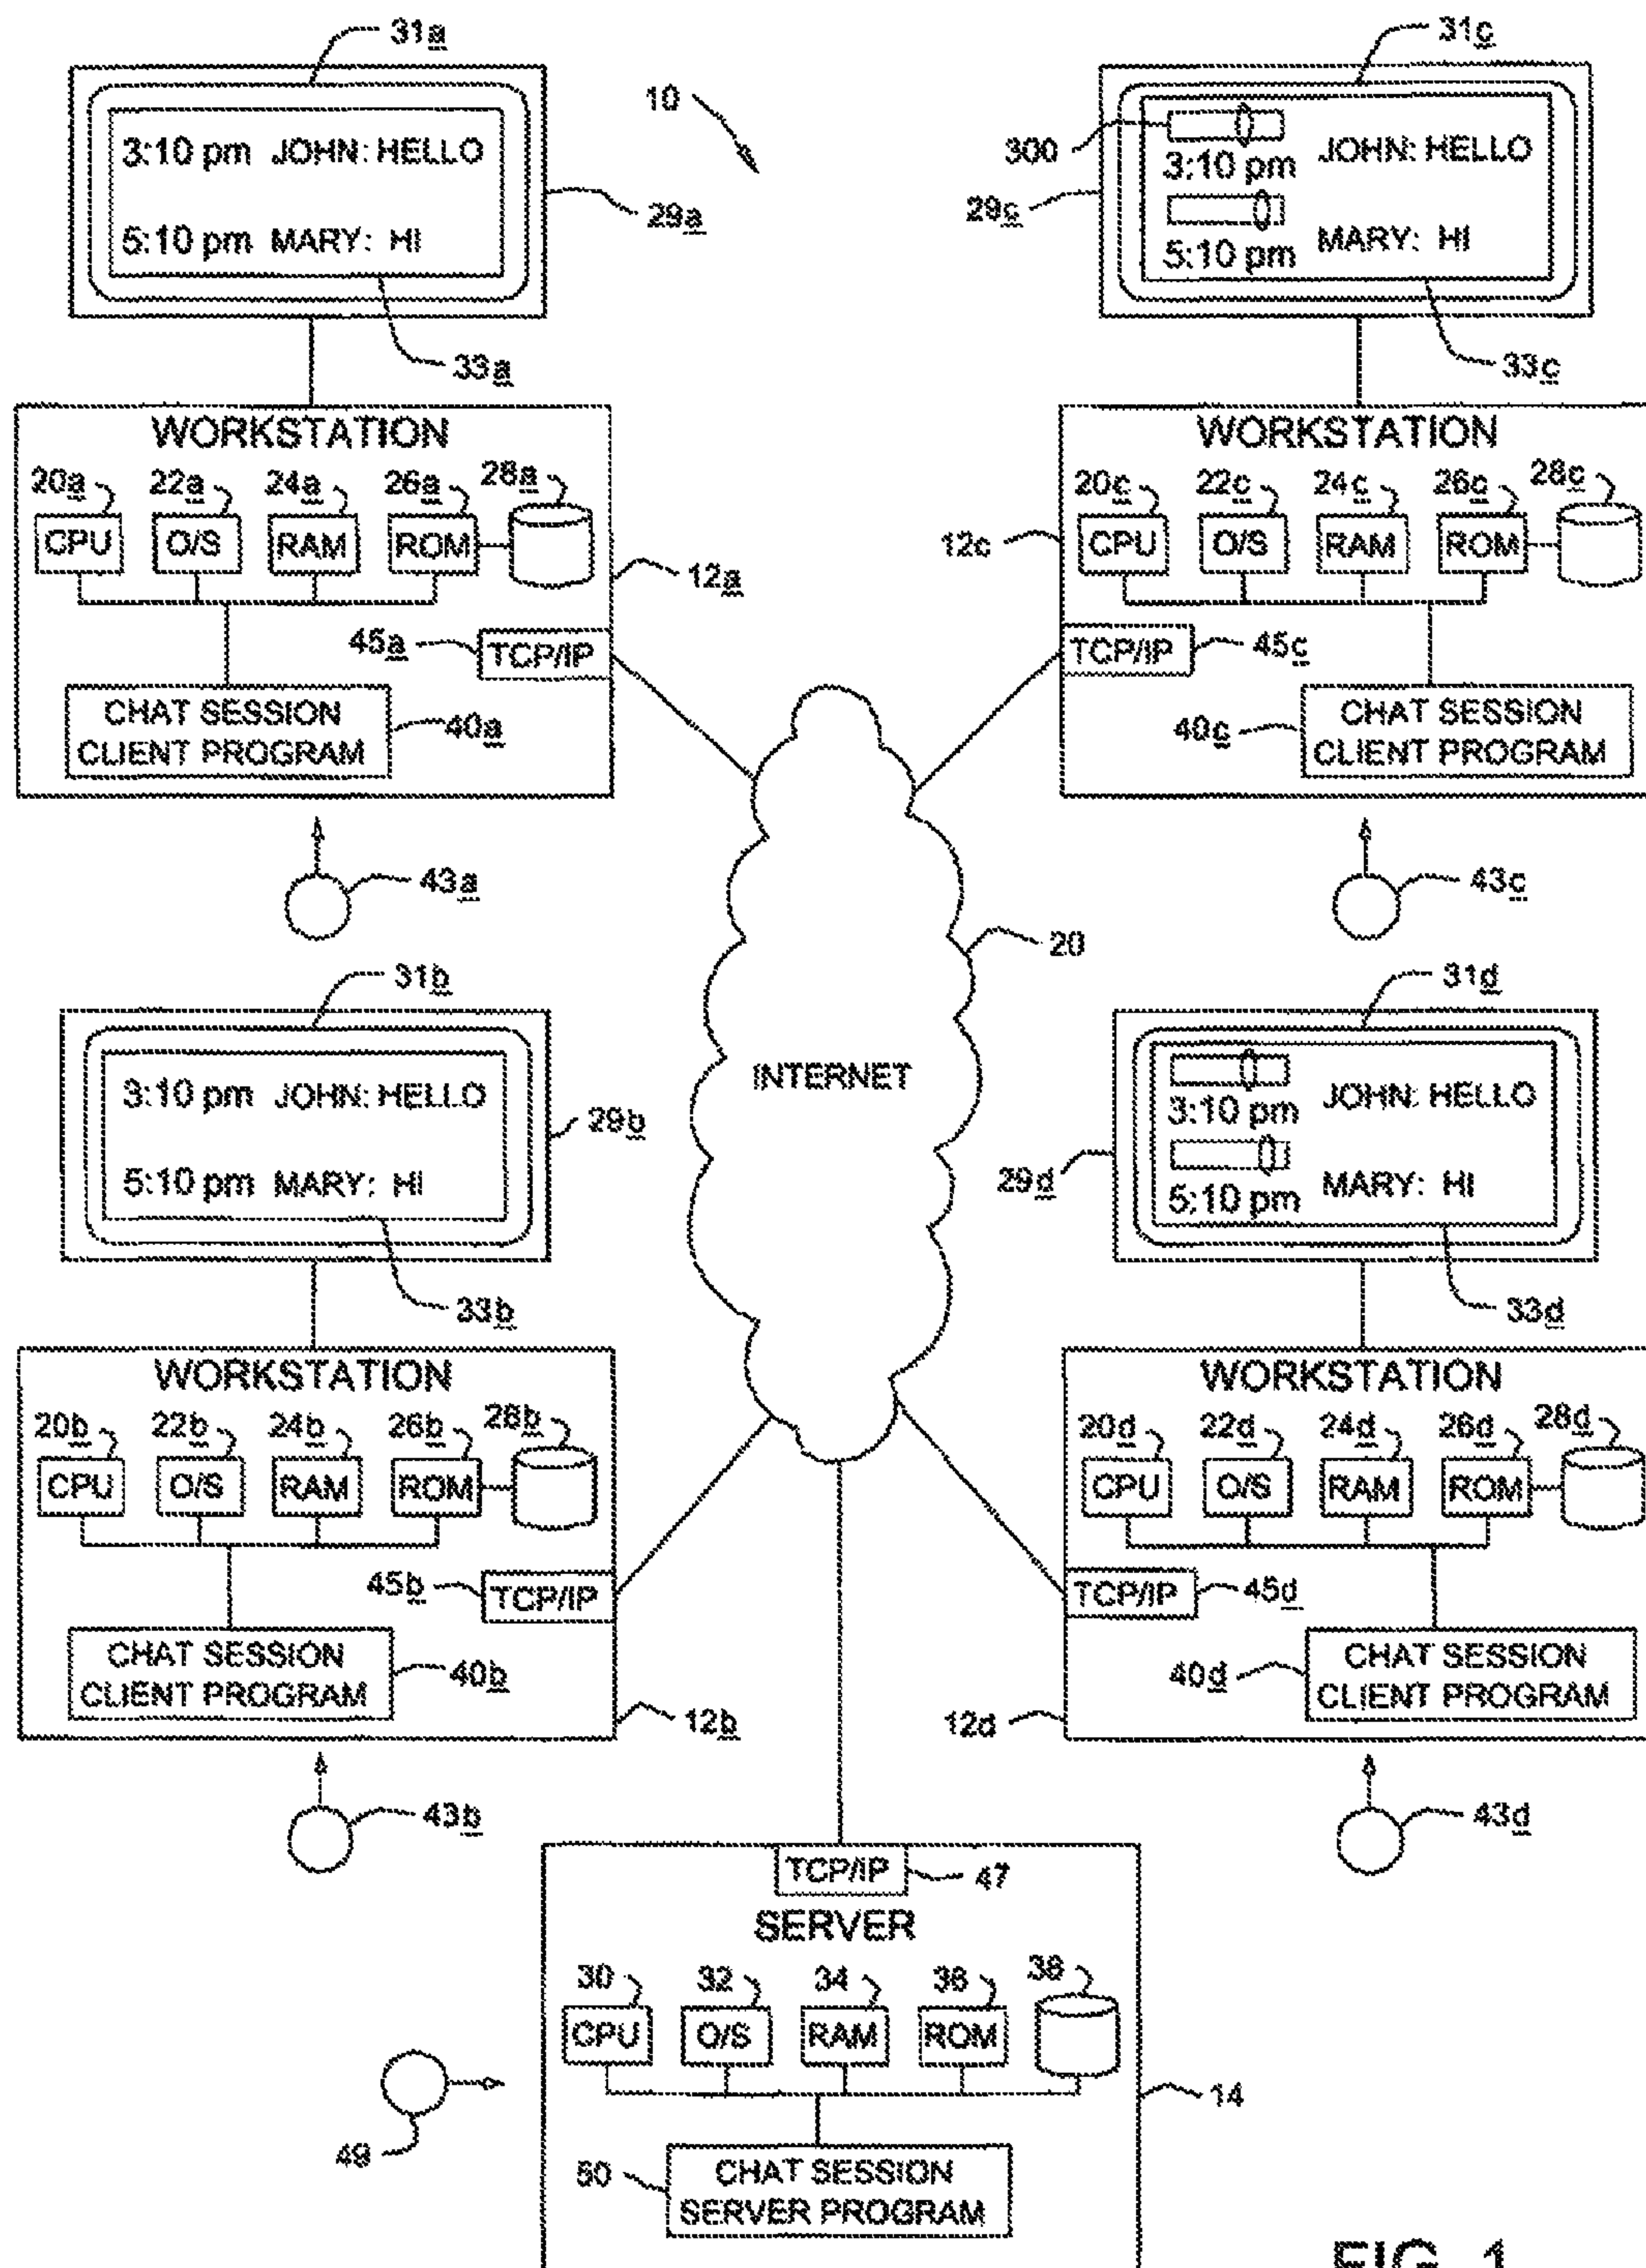 31a
3:10 pm JOHN: HELLO
5:10 pm MARY: HI
29a
33a
10
31c
300
3:10 pm JOHN: HELLO
5:10 pm MARY: HI
29c
33c
WORKSTATION
20a 22a 24a 26a 28a
CPU O/S RAM ROM
12a
45a TCP/IP
CHAT SESSION
CLIENT PROGRAM
40a
43a
WORKSTATION
20c 22c 24c 26c 28c
CPU O/S RAM ROM
12c
TCP/IP 45c
CHAT SESSION
CLIENT PROGRAM
40c
43c
20
INTERNET
31b
3:10 pm JOHN: HELLO
5:10 pm MARY: HI
29b
33b
31d
3:10 pm JOHN: HELLO
5:10 pm MARY: HI
29d
33d
WORKSTATION
20b 22b 24b 26b 28b
CPU O/S RAM ROM
45b TCP/IP
CHAT SESSION
CLIENT PROGRAM
40b
12b
43b
WORKSTATION
20d 22d 24d 26d 28d
CPU O/S RAM ROM
TCP/IP 45d
CHAT SESSION
CLIENT PROGRAM
40d
12d
43d
TCP/IP 47
SERVER
30 32 34 36 38
CPU O/S RAM ROM
14
49
50
CHAT SESSION
SERVER PROGRAM
FIG. 1